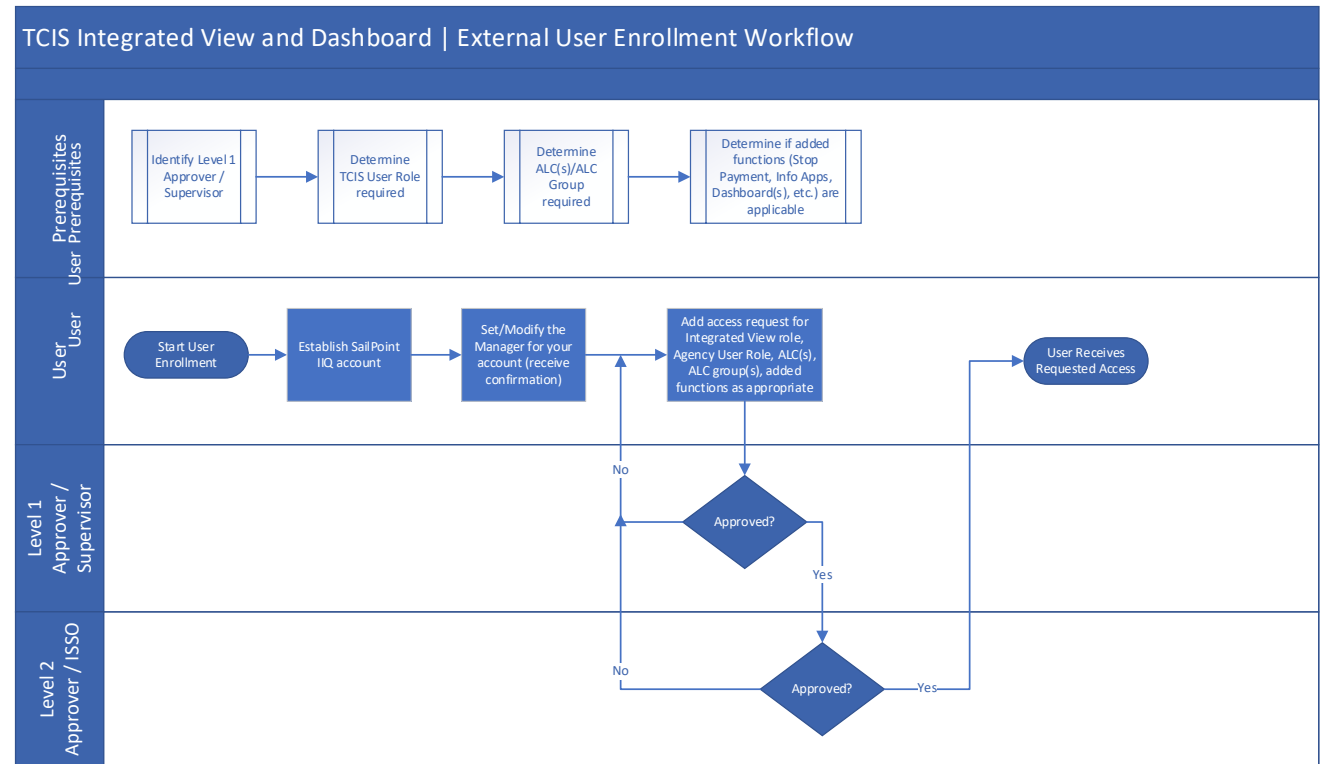 TCIS Integrated View and Dashboard | External User Enrollment Workflow
User Prerequisites
Prerequisites
Identify Level 1
Approver /
Supervisor
Determine
TCIS User Role
required
Determine
ALC(s)/ALC
Group
required
Determine if added
functions (Stop
Payment, Info Apps,
Dashboard(s), etc.) are
applicable
User
User
Start User
Enrollment
Establish SailPoint
IIQ account
Set/Modify the
Manager for your
account (receive
confirmation)
Add access request for
Integrated View role,
Agency User Role, ALC(s),
ALC group(s), added
functions as appropriate
User Receives
Requested Access
Level 1
Approver /
Supervisor
No
Approved?
Yes
Level 2
Approver / ISSO
No
Approved?
Yes